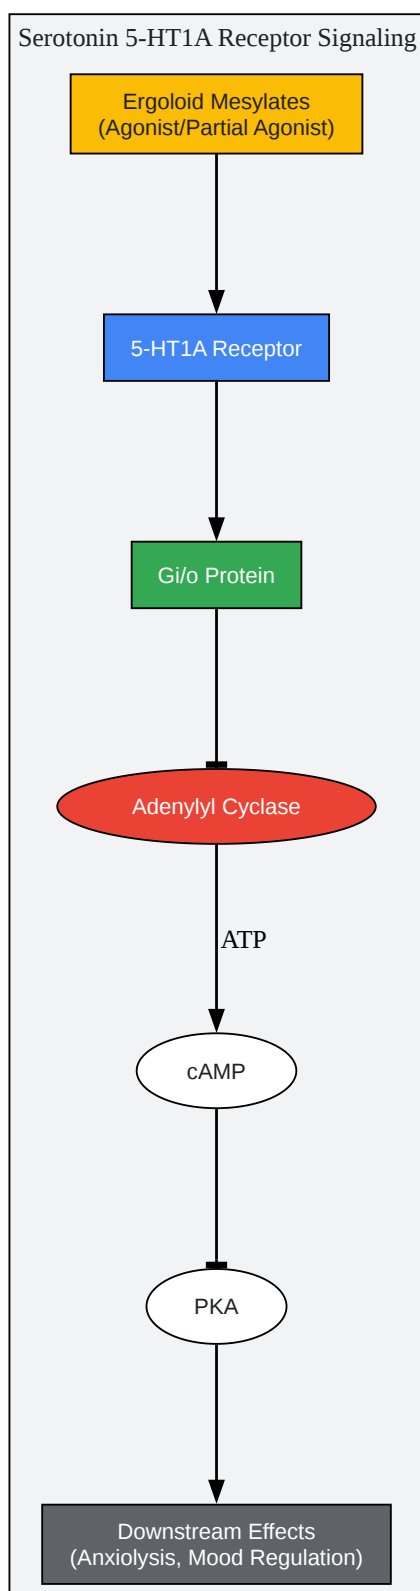 Serotonin 5-HT1A Receptor Signaling
Ergoloid Mesylates
(Agonist/Partial Agonist)
5-HT1A Receptor
Gi/o Protein
Adenylyl Cyclase
ATP
cAMP
PKA
Downstream Effects
(Anxiolysis, Mood Regulation)